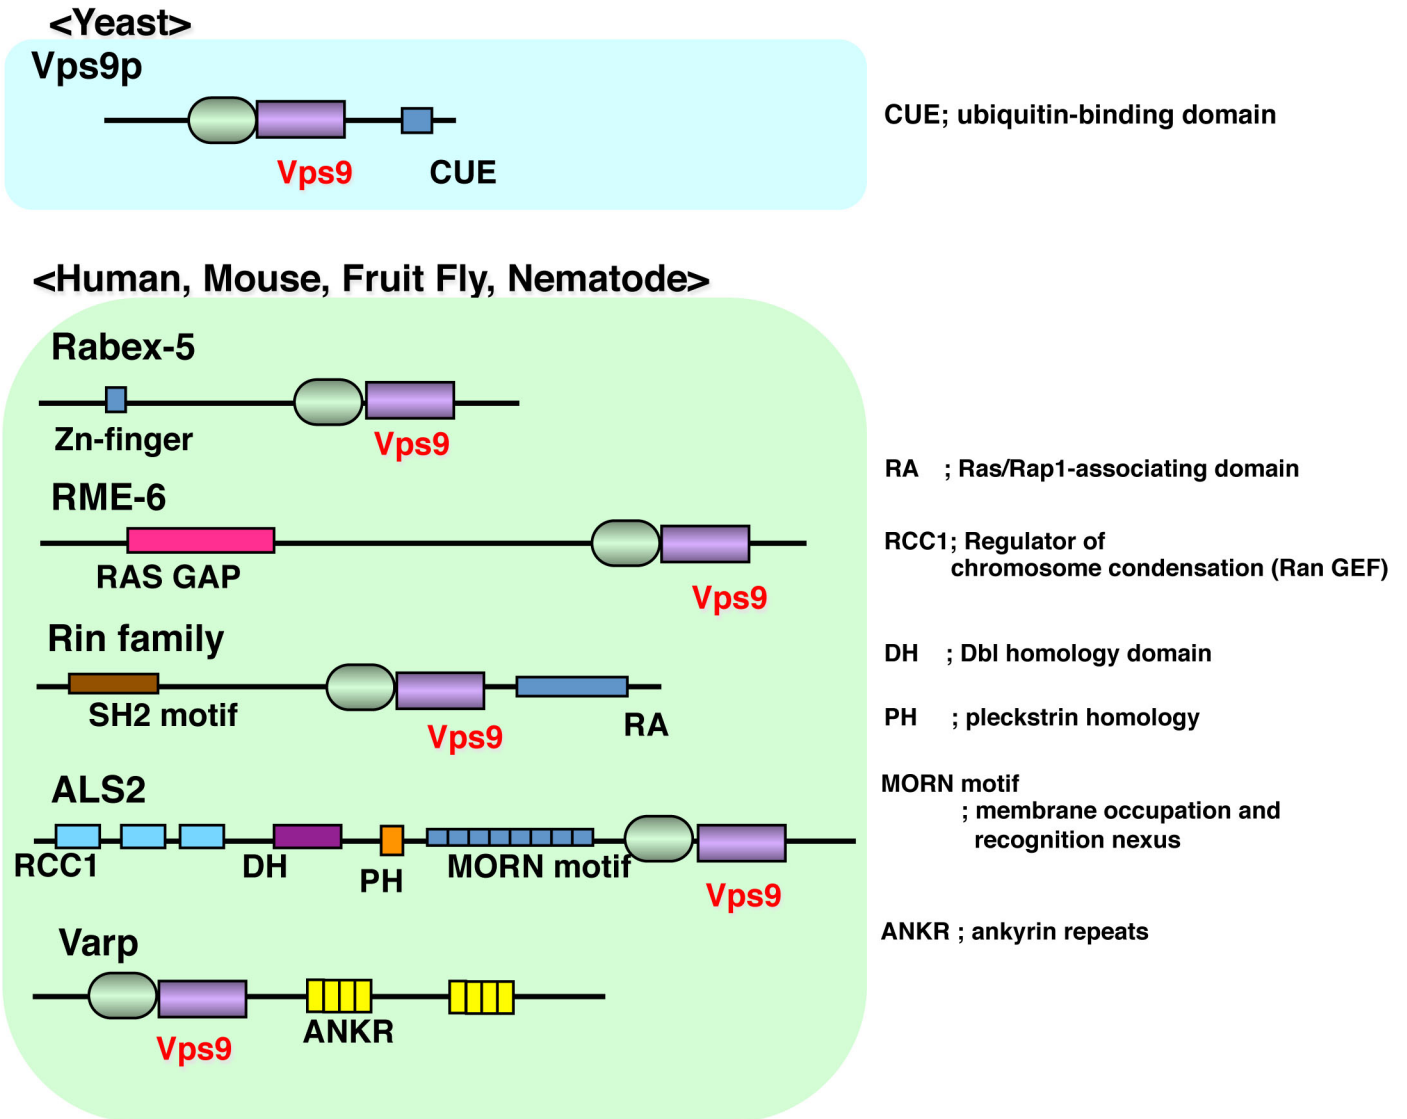 <Yeast>
Vps9p
Vps9
CUE
CUE; ubiquitin-binding domain
<Human, Mouse, Fruit Fly, Nematode>
Rabex-5
Zn-finger
Vps9
RME-6
RAS GAP
Vps9
Rin family
SH2 motif
Vps9
RA
ALS2
RCC1
DH
PH
MORN motif
Vps9
Varp
Vps9
ANKR
RA ; Ras/Rap1-associating domain
RCC1; Regulator of
chromosome condensation (Ran GEF)
DH ; Dbl homology domain
PH ; pleckstrin homology
MORN motif
; membrane occupation and
recognition nexus
ANKR ; ankyrin repeats